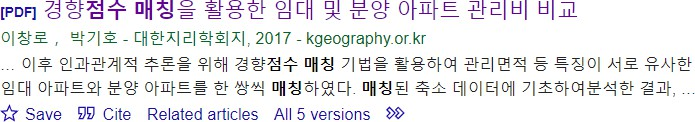 [PDF] 경향점수 매칭을 활용한 임대 및 분양 아파트 관리비 비교
이창로 , 박기호 - 대한지리학회지, 2017 - kgeography.or.kr
... 이후 인과관계적 추론을 위해 경향점수 매칭 기법을 활용하여 관리면적 등 특징이 서로 유사한
임대 아파트와 분양 아파트를 한 쌍씩 매칭하였다. 매칭된 축소 데이터에 기초하여분석한 결과, ...
Save Cite Related articles All 5 versions